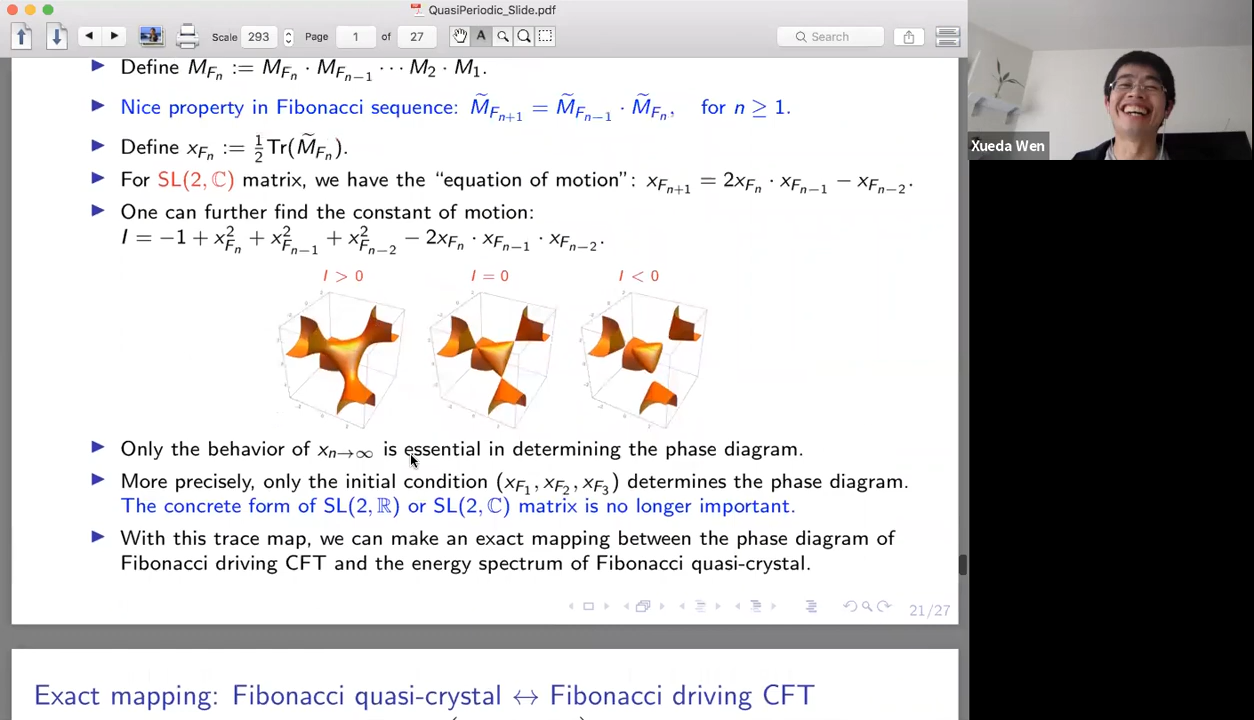 QuasiPeriodic_Slide.pdf
Scale 293 Page 1 of 27 Search
▶ Define M_{F_n} := M_{F_n} · M_{F_{n−1}} ··· M_2 · M_1.
▶ Nice property in Fibonacci sequence: M̃_{F_{n+1}} = M̃_{F_{n−1}} · M̃_{F_n}, for n ≥ 1.
▶ Define x_{F_n} := ½Tr(M̃_{F_n}).
▶ For SL(2, ℂ) matrix, we have the “equation of motion”: x_{F_{n+1}} = 2x_{F_n} · x_{F_{n−1}} − x_{F_{n−2}}.
▶ One can further find the constant of motion:
I = −1 + x²_{F_n} + x²_{F_{n−1}} + x²_{F_{n−2}} − 2x_{F_n} · x_{F_{n−1}} · x_{F_{n−2}}.
I > 0 I = 0 I < 0
▶ Only the behavior of x_{n→∞} is essential in determining the phase diagram.
▶ More precisely, only the initial condition (x_{F_1}, x_{F_2}, x_{F_3}) determines the phase diagram.
The concrete form of SL(2, ℝ) or SL(2, ℂ) matrix is no longer important.
▶ With this trace map, we can make an exact mapping between the phase diagram of
Fibonacci driving CFT and the energy spectrum of Fibonacci quasi-crystal.
21/27
Exact mapping: Fibonacci quasi-crystal ↔ Fibonacci driving CFT
Xueda Wen